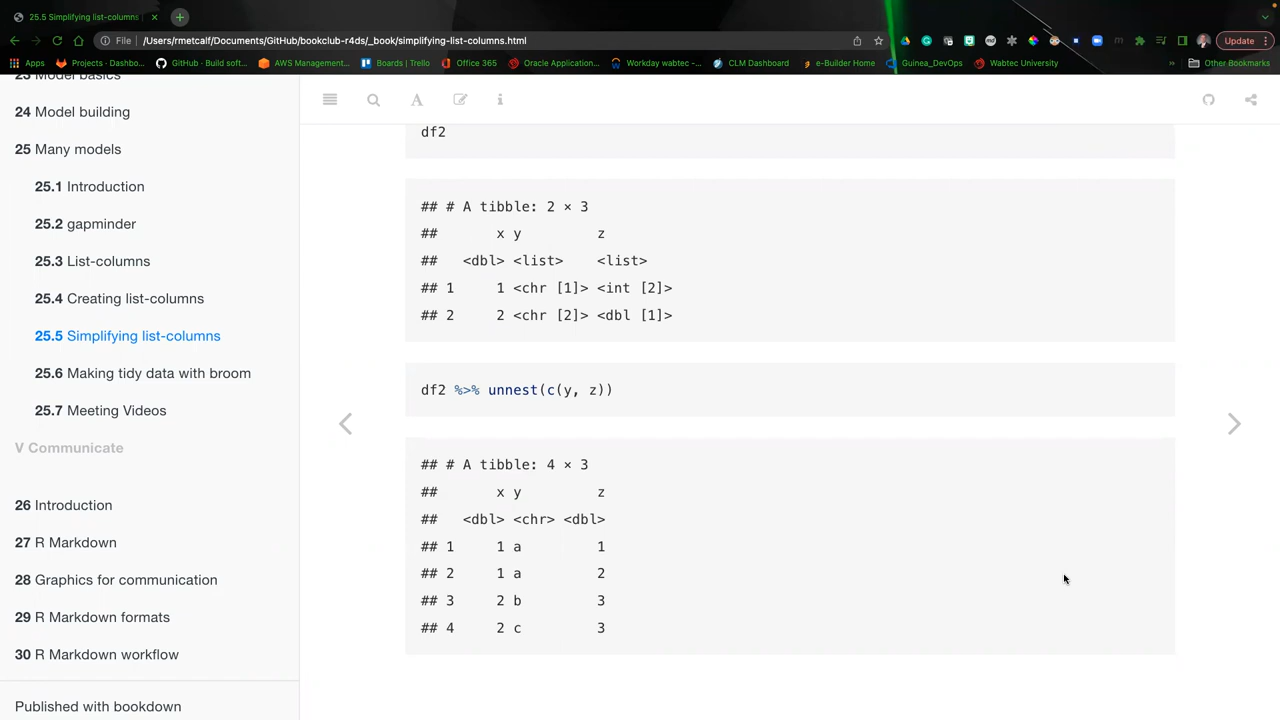 25.5 Simplifying list-columns
File
/Users/rmetcalf/Documents/GitHub/bookclub-r4ds/_book/simplifying-list-columns.html
Update
Apps
Projects - Dashbo...
GitHub · Build soft...
AWS Management...
Boards | Trello
Office 365
Oracle Application...
Workday wabtec -...
CLM Dashboard
e-Builder Home
Guinea_DevOps
Wabtec University
»
Other Bookmarks
23 Model basics
24 Model building
25 Many models
25.1 Introduction
25.2 gapminder
25.3 List-columns
25.4 Creating list-columns
25.5 Simplifying list-columns
25.6 Making tidy data with broom
25.7 Meeting Videos
V Communicate
26 Introduction
27 R Markdown
28 Graphics for communication
29 R Markdown formats
30 R Markdown workflow
Published with bookdown
df2
## # A tibble: 2 × 3
##       x y         z
##   <dbl> <list>    <list>
## 1     1 <chr [1]> <int [2]>
## 2     2 <chr [2]> <dbl [1]>
df2 %>% unnest(c(y, z))
## # A tibble: 4 × 3
##       x y         z
##   <dbl> <chr> <dbl>
## 1     1 a         1
## 2     1 a         2
## 3     2 b         3
## 4     2 c         3